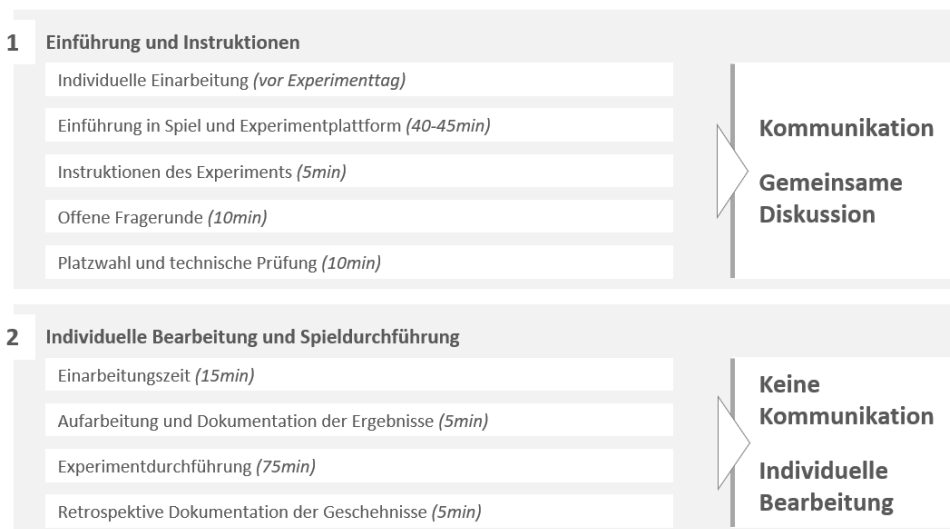 1 Einführung und Instruktionen
Individuelle Einarbeitung (vor Experimenttag)
Einführung in Spiel und Experimentplattform (40-45min)
Instruktionen des Experiments (5min)
Offene Fragerunde (10min)
Platzwahl und technische Prüfung (10min)
Kommunikation
Gemeinsame
Diskussion
2 Individuelle Bearbeitung und Spieldurchführung
Einarbeitungszeit (15min)
Aufarbeitung und Dokumentation der Ergebnisse (5min)
Experimentdurchführung (75min)
Retrospektive Dokumentation der Geschehnisse (5min)
Keine
Kommunikation
Individuelle
Bearbeitung